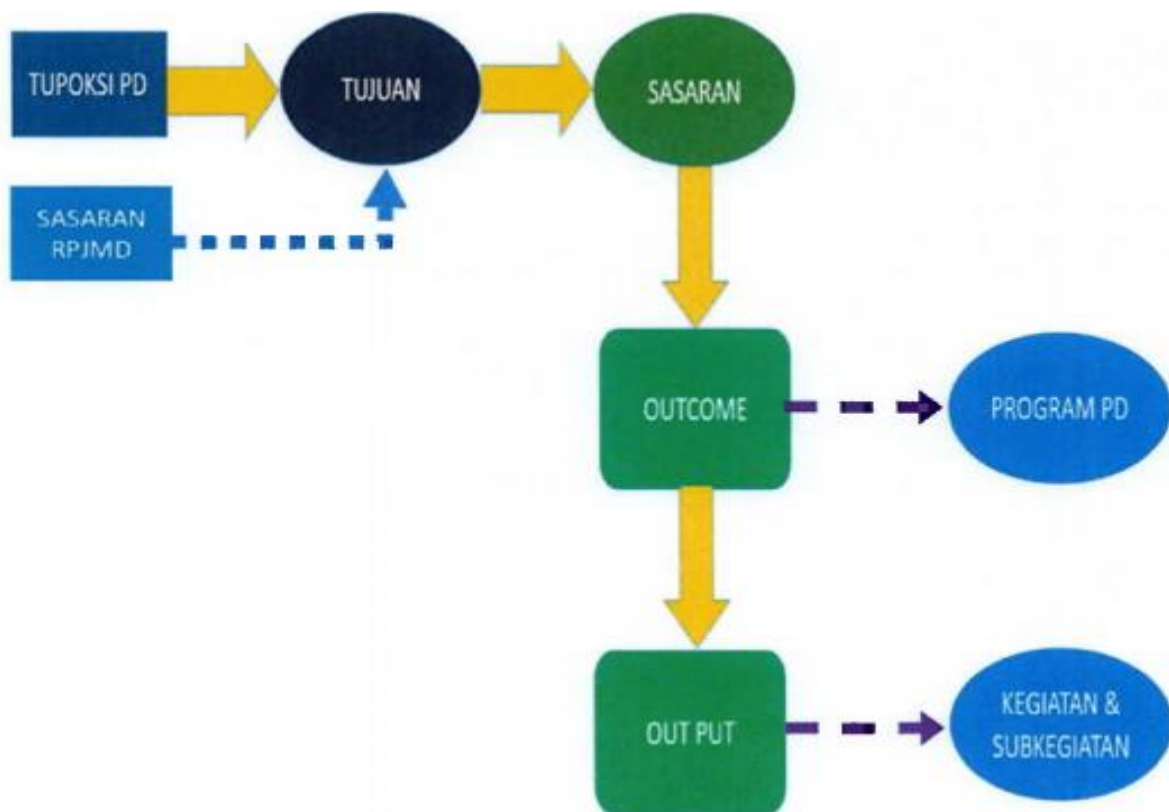 TUPOKSI PD
TUJUAN
SASARAN
SASARAN
RPJMD
OUTCOME
PROGRAM PD
OUT PUT
KEGIATAN &
SUBKEGIATAN